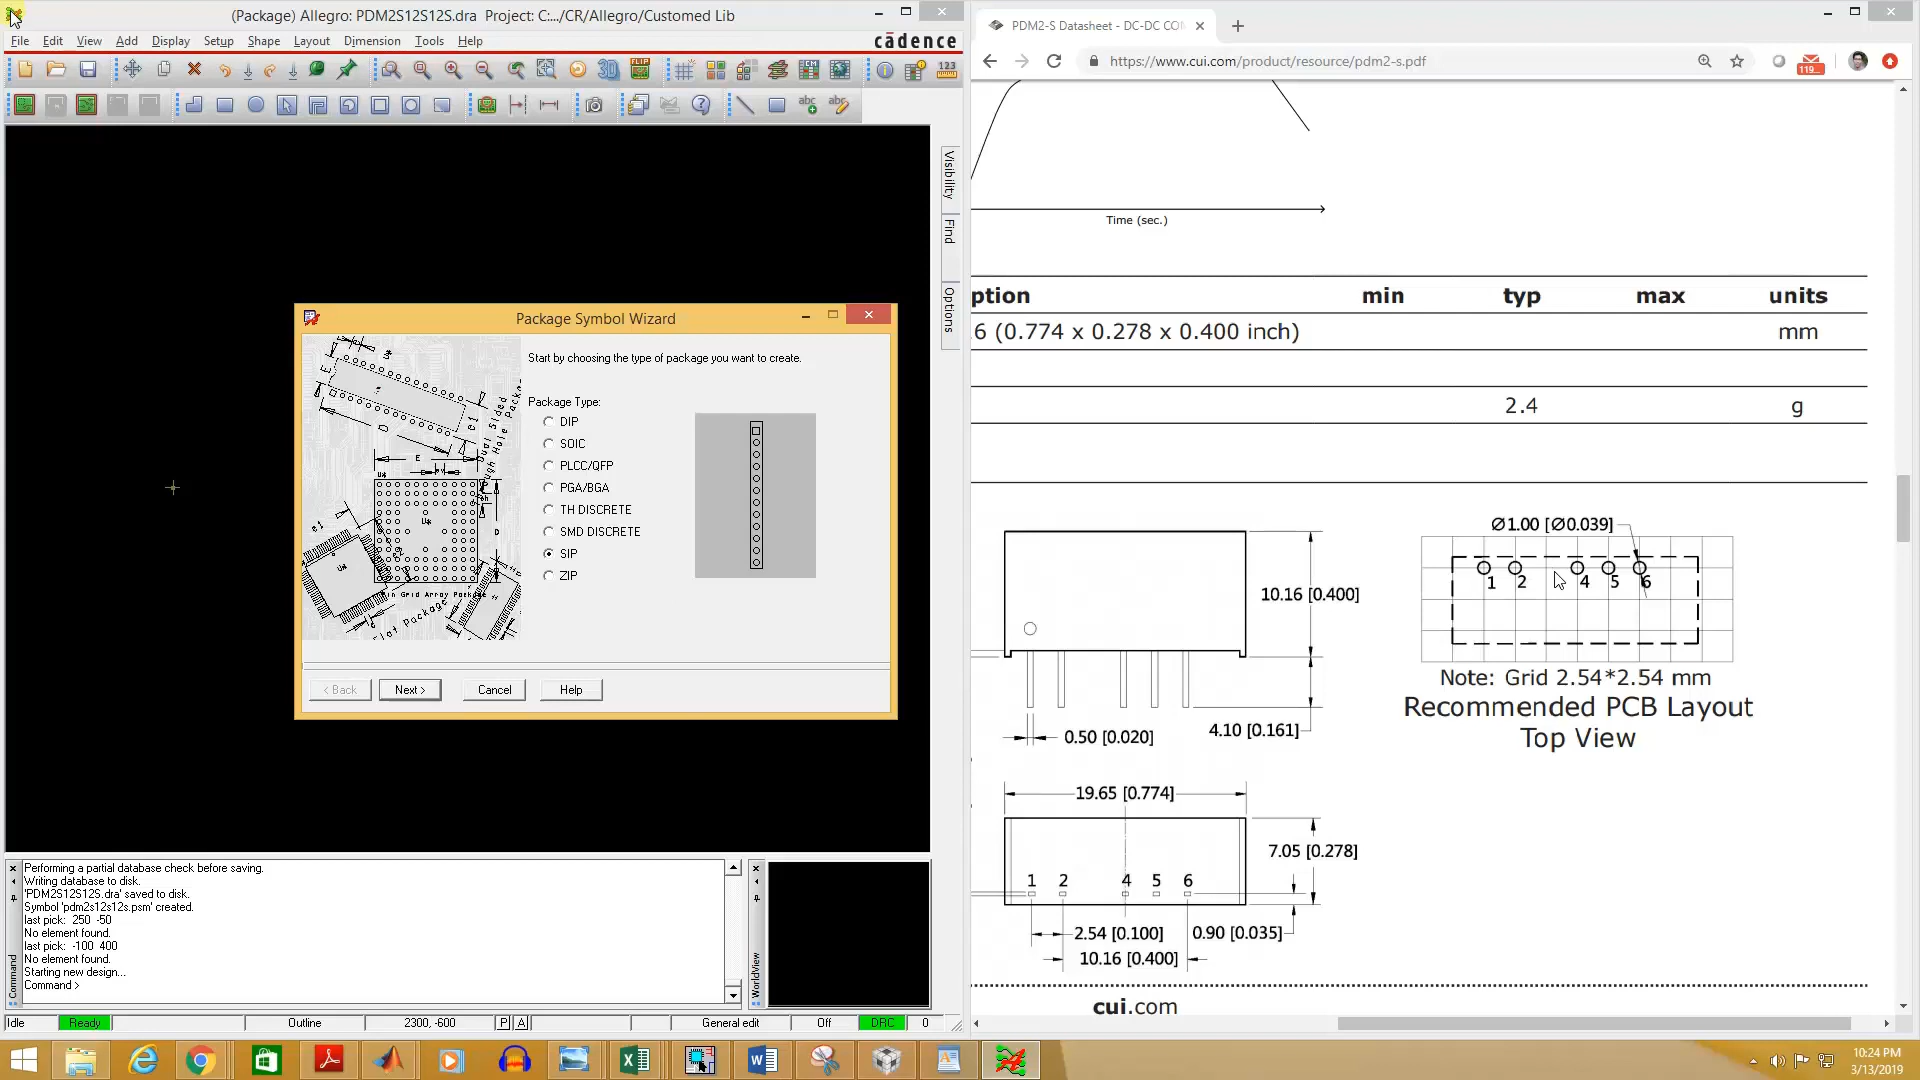 (Package) Allegro: PDM2S12S12S.dra  Project: C:.../CR/Allegro/Customed Lib
File Edit View Add Display Setup Shape Layout Dimension Tools Help
cādence
Visibility
Find
Options
Package Symbol Wizard
Start by choosing the type of package you want to create.
Package Type:
DIP
SOIC
PLCC/QFP
PGA/BGA
TH DISCRETE
SMD DISCRETE
SIP
ZIP
< Back
Next >
Cancel
Help
Performing a partial database check before saving.
Writing database to disk.
'PDM2S12S12S.dra' saved to disk.
Symbol 'pdm2s12s12s.psm' created.
last pick:  250  -50
No element found.
last pick:  -100  400
No element found.
Starting new design...
Command >
Command
WorldView
Idle
Ready
Outline
2300, -600
P
A
General edit
Off
DRC
0
PDM2-S Datasheet - DC-DC CO
https://www.cui.com/product/resource/pdm2-s.pdf
119
Time (sec.)
ption min typ max units
6 (0.774 x 0.278 x 0.400 inch) mm
2.4 g
10.16 [0.400]
4.10 [0.161]
0.50 [0.020]
Ø1.00 [Ø0.039]
1 2 4 5 6
Note: Grid 2.54*2.54 mm
Recommended PCB Layout
Top View
19.65 [0.774]
7.05 [0.278]
1 2 4 5 6
2.54 [0.100]
0.90 [0.035]
10.16 [0.400]
cui.com
10:24 PM
3/13/2019